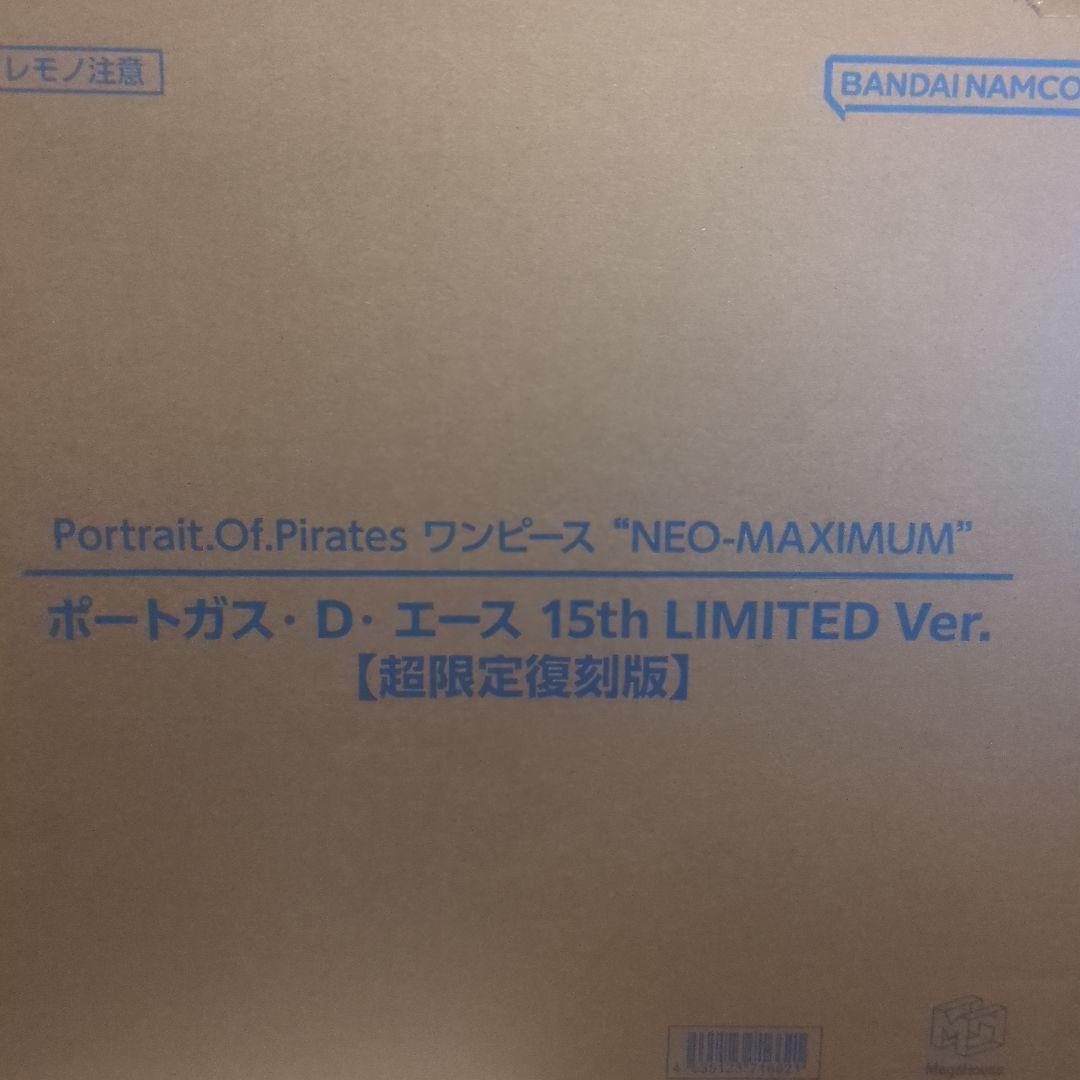 レモノ注意
BANDAI NAMCO
Portrait.Of.Pirates ワンピース “NEO-MAXIMUM”
ポートガス・D・エース 15th LIMITED Ver.
【超限定復刻版】
MegaHouse